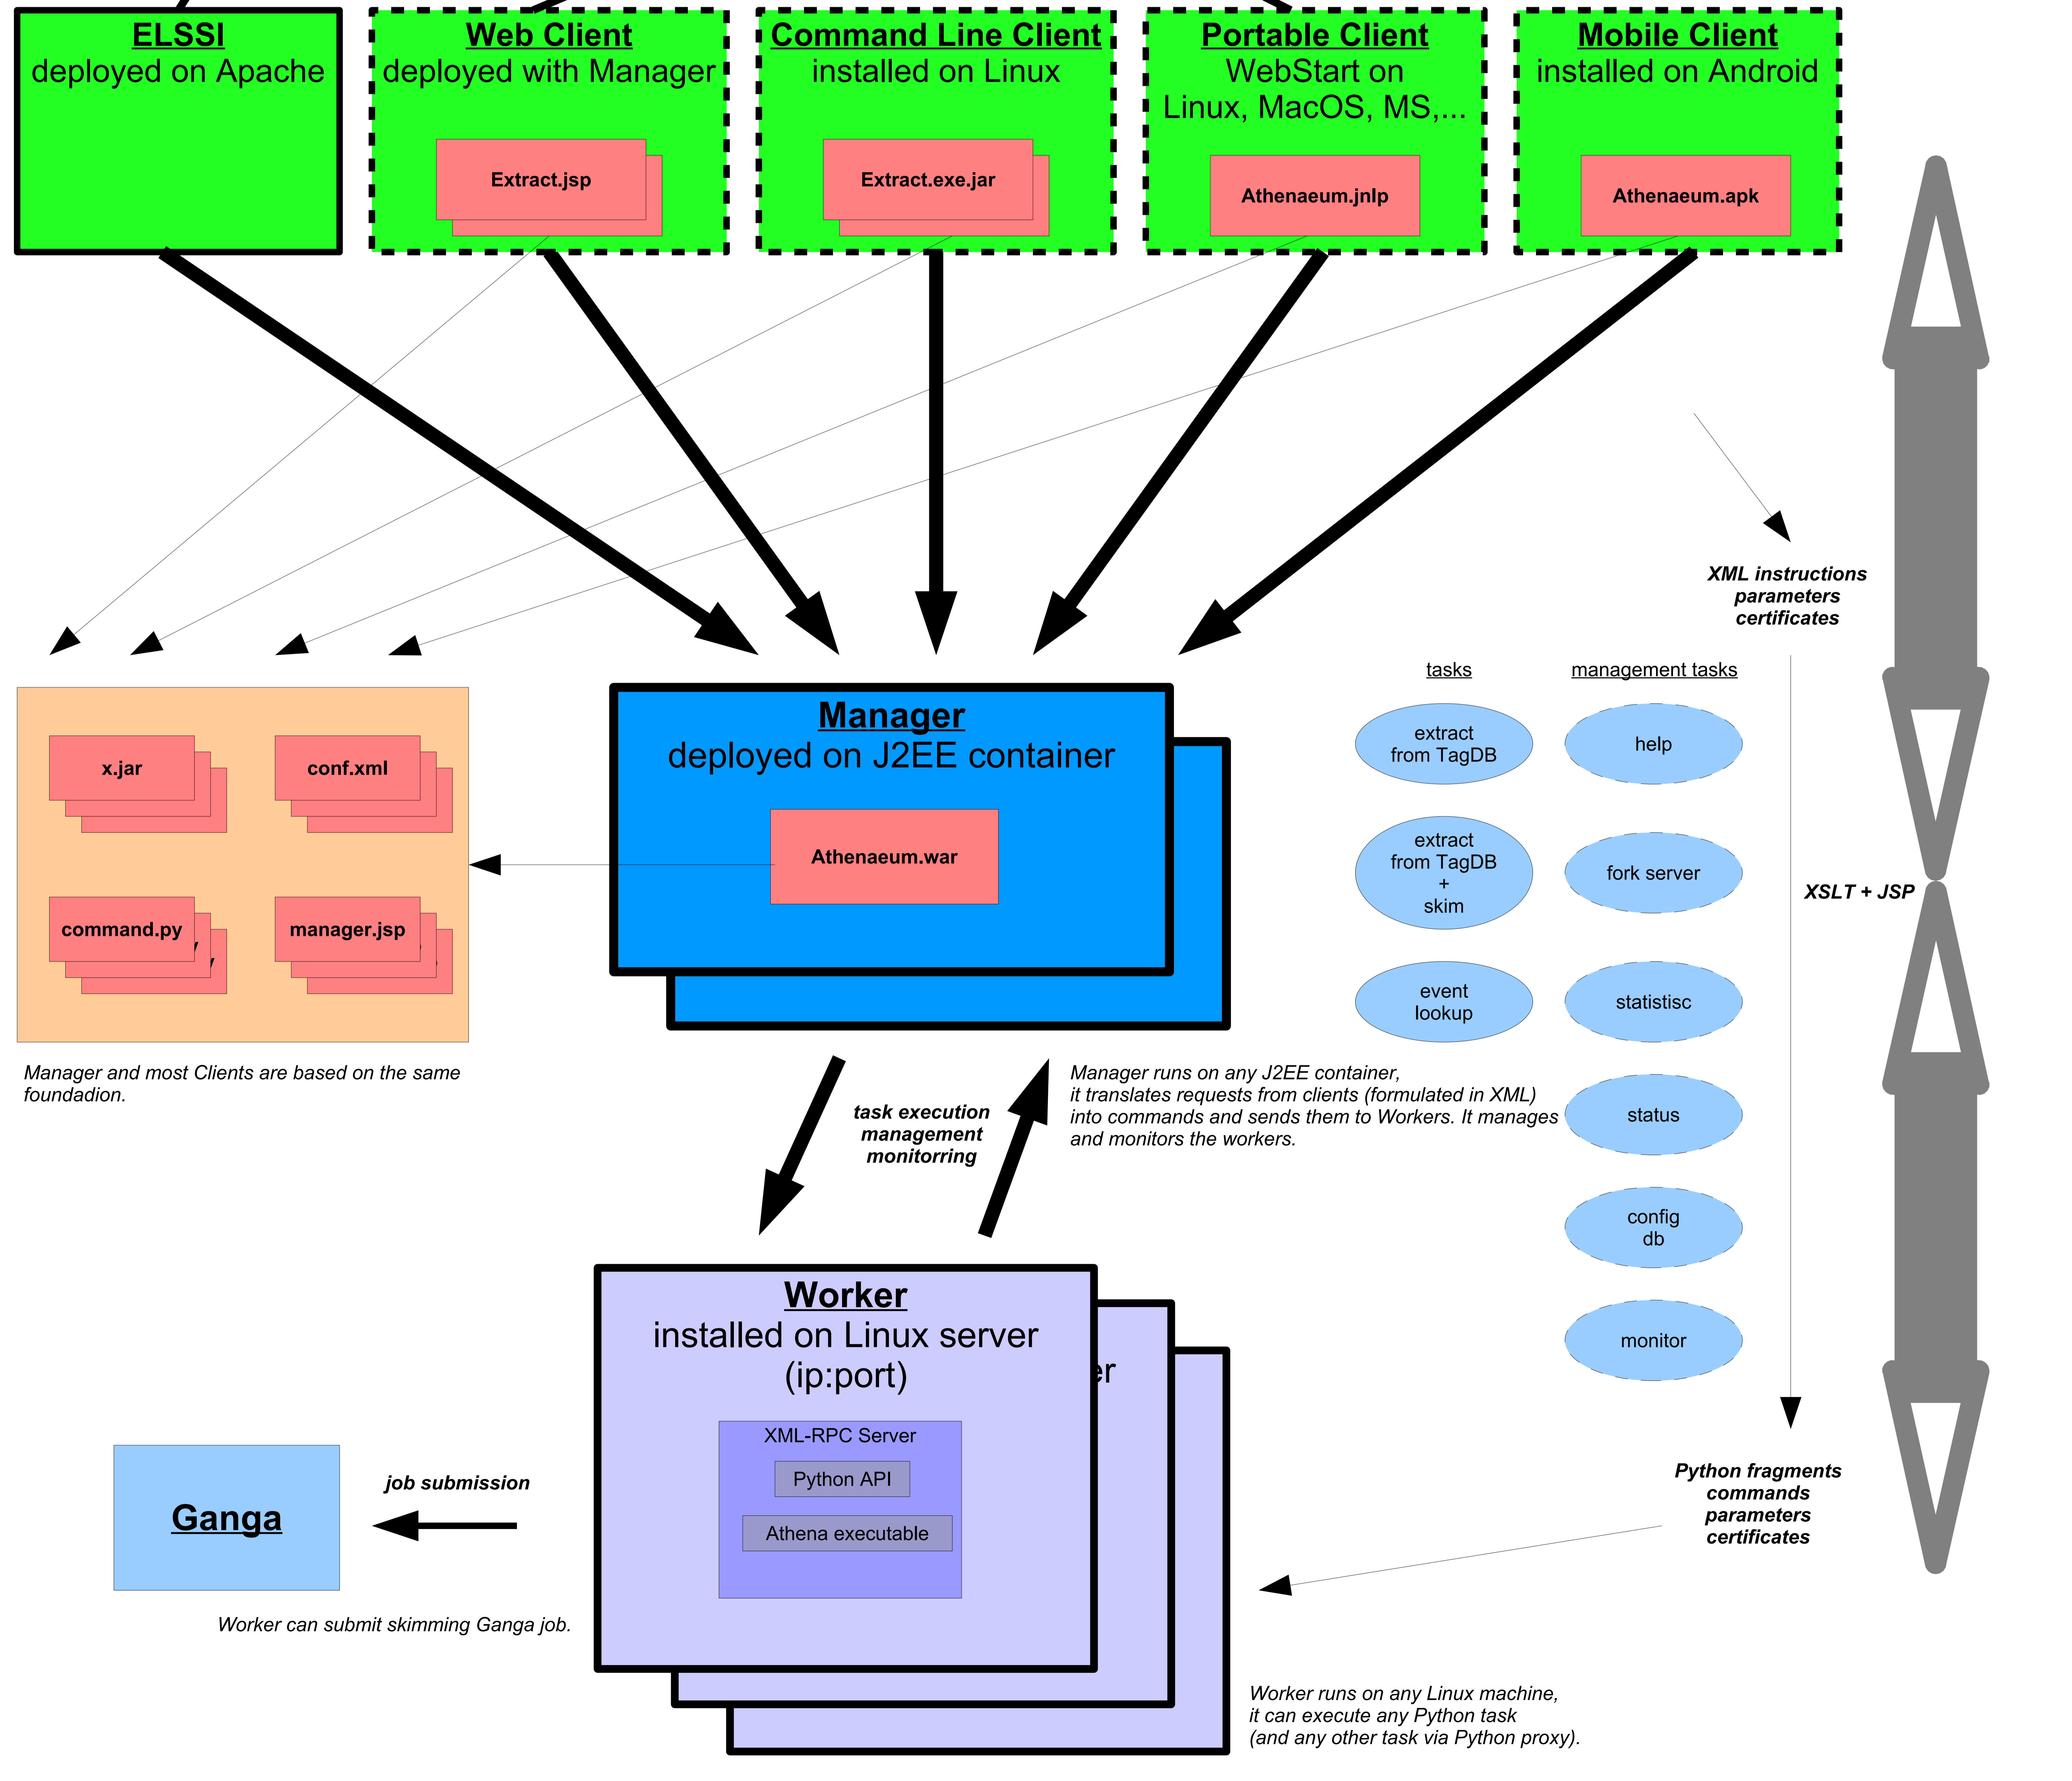 ELSSI
deployed on Apache
Web Client
deployed with Manager
Extract.jsp
Command Line Client
installed on Linux
Extract.exe.jar
Portable Client
WebStart on
Linux, MacOS, MS,...
Athenaeum.jnlp
Mobile Client
installed on Android
Athenaeum.apk
XML instructions
parameters
certificates
x.jar
conf.xml
command.py
manager.jsp
Manager and most Clients are based on the same
foundadion.
Manager
deployed on J2EE container
Athenaeum.war
tasks
extract
from TagDB
extract
from TagDB
+
skim
event
lookup
management tasks
help
fork server
statistisc
status
config
db
monitor
XSLT + JSP
task execution
management
monitorring
Manager runs on any J2EE container,
it translates requests from clients (formulated in XML)
into commands and sends them to Workers. It manages
and monitors the workers.
Worker
installed on Linux server
(ip:port)
er
XML-RPC Server
Python API
Athena executable
job submission
Ganga
Worker can submit skimming Ganga job.
Python fragments
commands
parameters
certificates
Worker runs on any Linux machine,
it can execute any Python task
(and any other task via Python proxy).